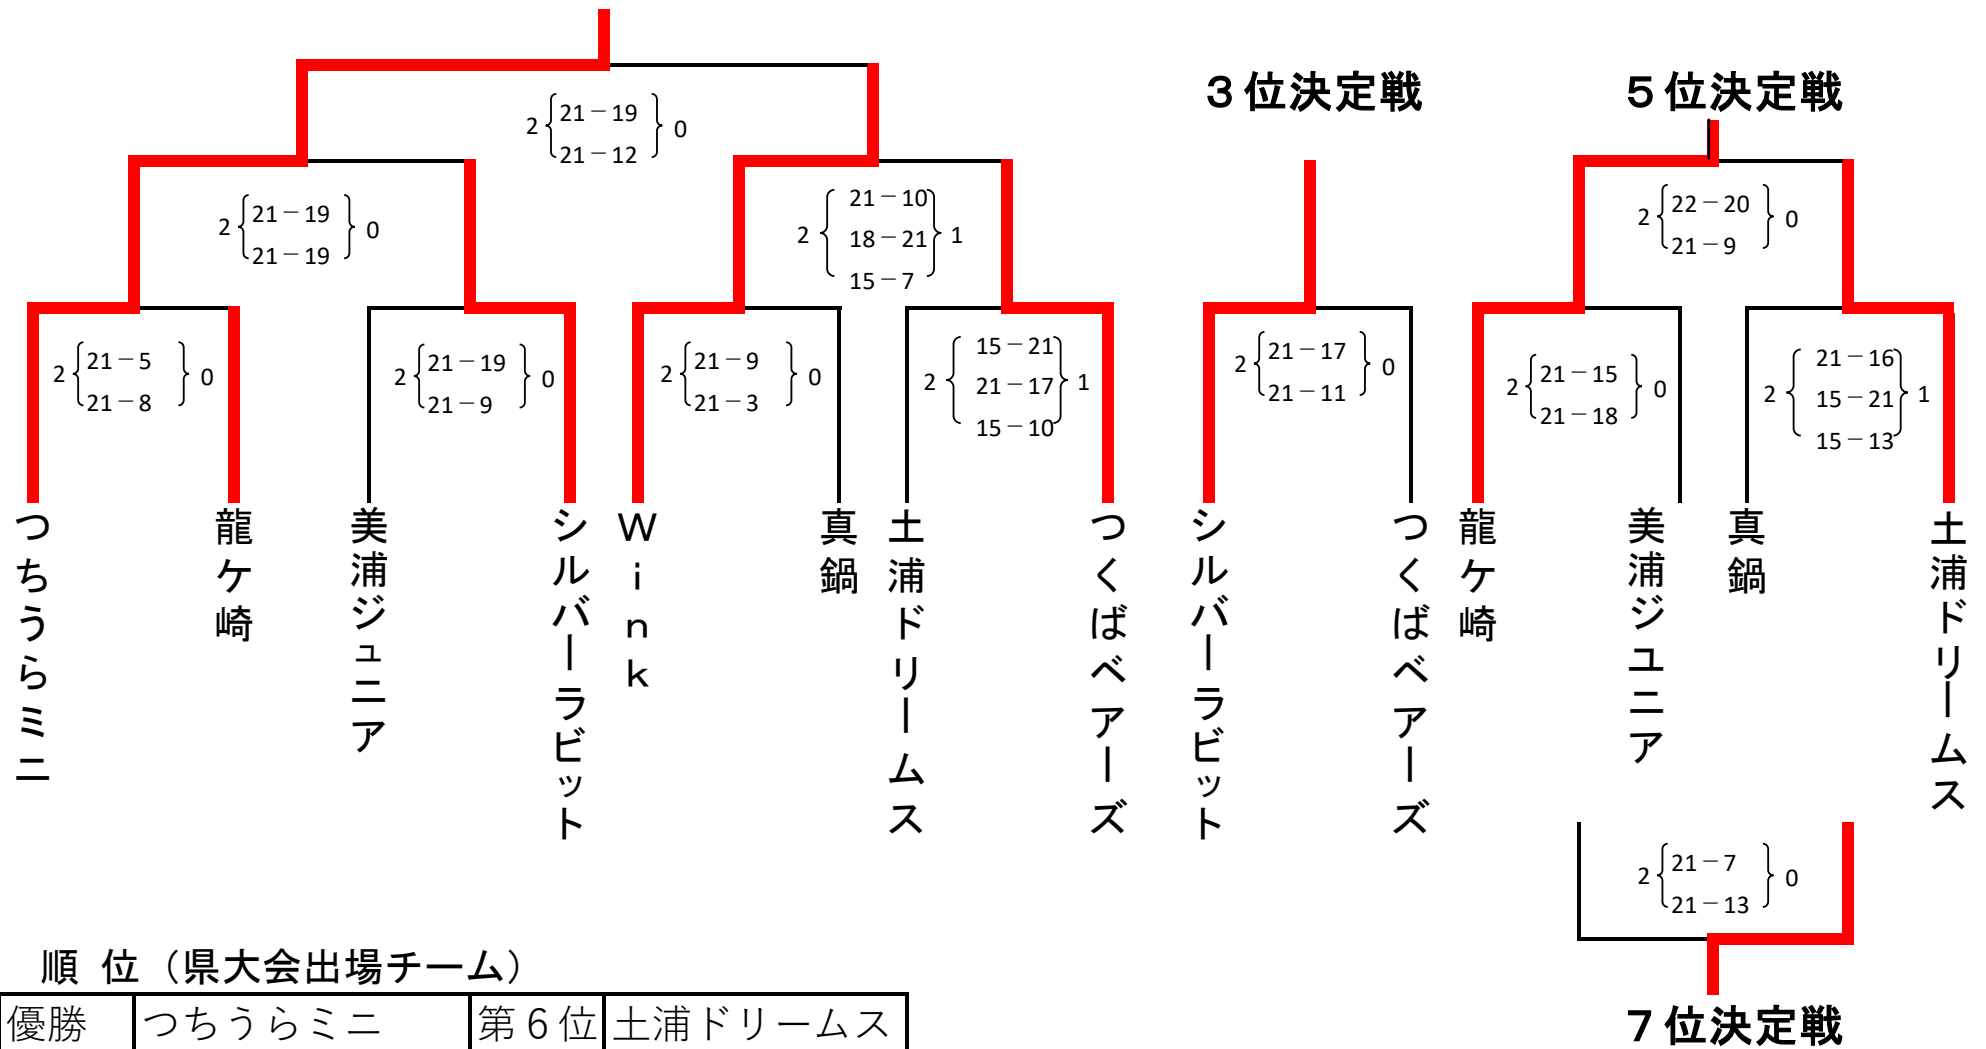 3位決定戦
5位決定戦
2 21-19 0
21-12
2 21-19 0
21-19
2 21-10 1
18-21
15-7
2 22-20 0
21-9
2 21-5 0
21-8
2 21-19 0
21-9
2 21-9 0
21-3
2 15-21 1
21-17
15-10
2 21-17 0
21-11
2 21-15 0
21-18
2 21-16 1
15-21
15-13
つちうらミニ
龍ケ崎
美浦ジュニア
シルバーラビット
Wink
真鍋
土浦ドリームス
つくばベアーズ
シルバーラビット
つくばベアーズ
龍ケ崎
美浦ジユニア
真鍋
土浦ドリームス
2 21-7 0
21-13
7位決定戦
順 位（県大会出場チーム）
優勝 つちうらミニ 第6位 土浦ドリームス